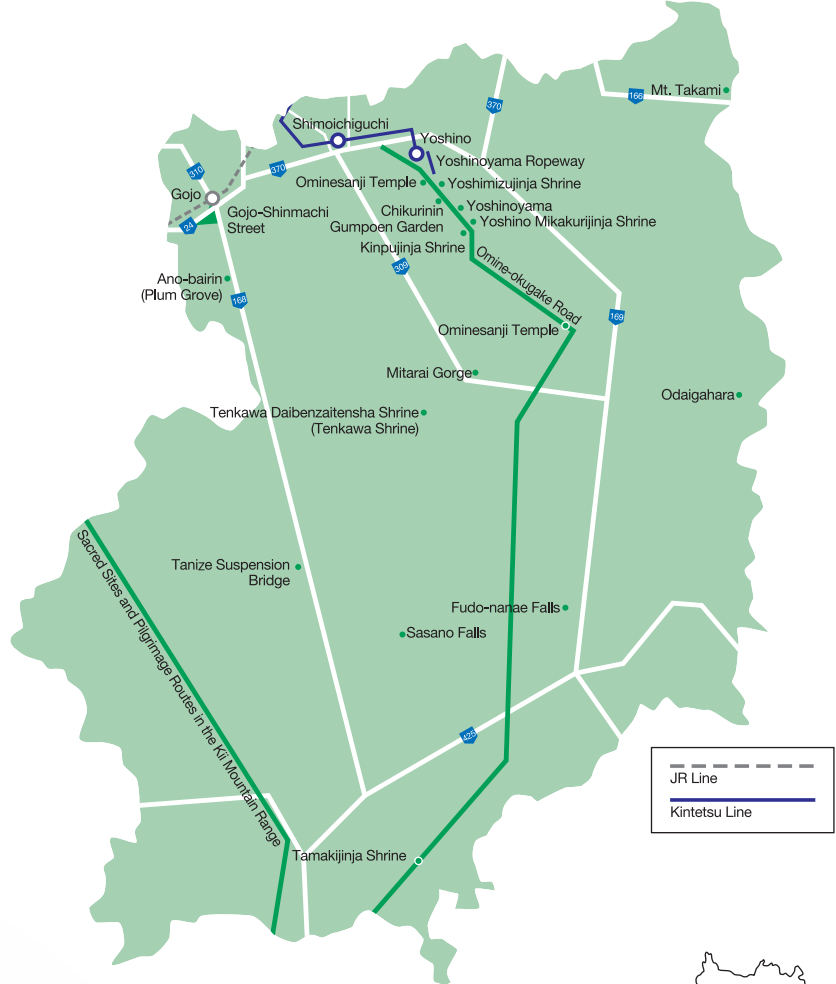 Mt. Takami
166
370
Shimoichiguchi
Yoshino
Yoshinoyama Ropeway
310
370
Ominesanji Temple
Yoshimizujinja Shrine
Gojo
Chikurinin
Gumpoen Garden
Yoshinoyama
Yoshino Mikakurijinja Shrine
24
Gojo-Shinmachi
Street
Kinpujinja Shrine
Omine-okugake Road
309
Ano-bairin
(Plum Grove)
168
169
Ominesanji Temple
Mitarai Gorge
Odaigahara
Tenkawa Daibenzaitensha Shrine
(Tenkawa Shrine)
Sacred Sites and Pilgrimage Routes in the Kii Mountain Range
Tanize Suspension
Bridge
Fudo-nanae Falls
Sasano Falls
425
JR Line
Kintetsu Line
Tamakijinja Shrine